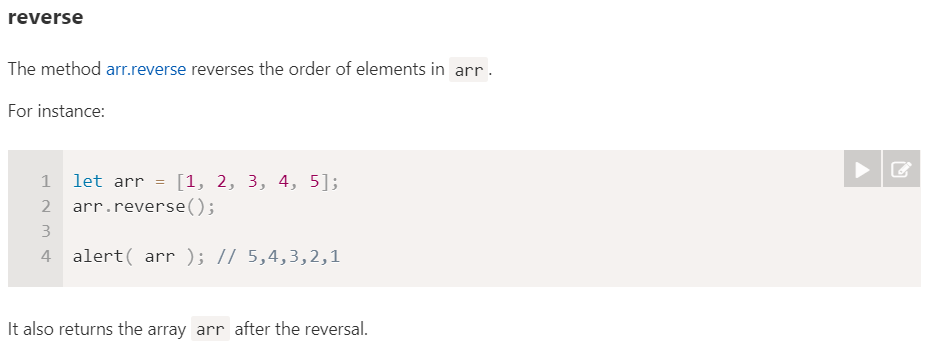 reverse
The method arr.reverse reverses the order of elements in arr.
For instance:
1 let arr = [1, 2, 3, 4, 5];
2 arr.reverse();
3
4 alert( arr ); // 5,4,3,2,1
It also returns the array arr after the reversal.